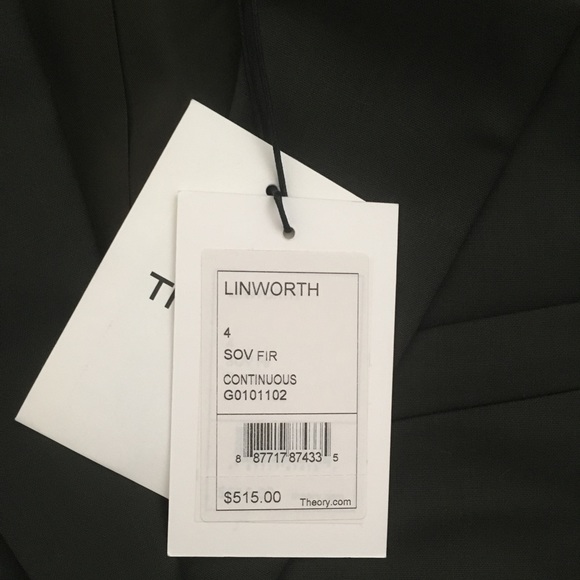 LINWORTH
4
SOV FIR
CONTINUOUS
G0101102
8 87717 87433 5
$515.00 Theory.com